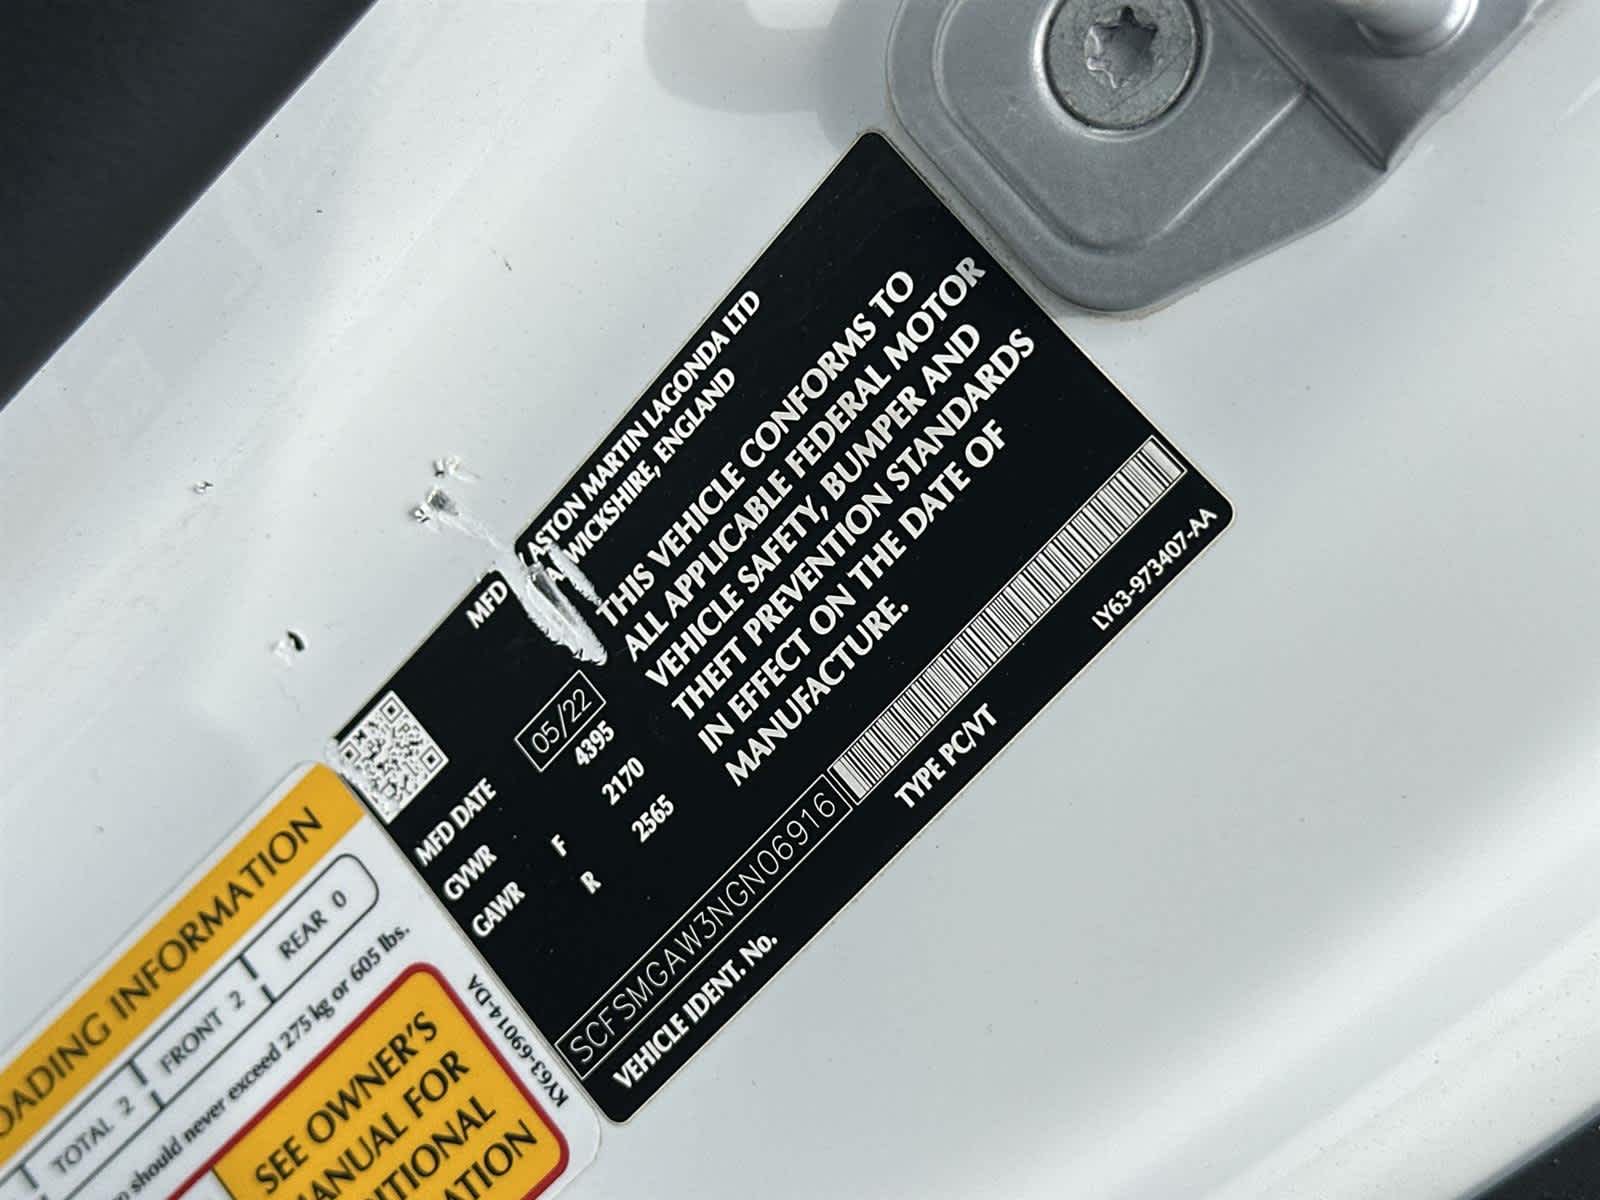 MFD ASTON MARTIN LAGONDA LTD
WICKSHIRE, ENGLAND
THIS VEHICLE CONFORMS TO
ALL APPLICABLE FEDERAL MOTOR
VEHICLE SAFETY, BUMPER AND
THEFT PREVENTION STANDARDS
IN EFFECT ON THE DATE OF
MANUFACTURE.
MFD DATE 05/22
GVWR 4395
GAWR F 2170
R 2565
SCFSMGAW3NGN06916
VEHICLE IDENT. No.
TYPE PC/VT
LY63-973407-AA
OADING INFORMATION
TOTAL 2 FRONT 2 REAR 0
should never exceed 275 kg or 605 lbs.
SEE OWNER'S
MANUAL FOR
DITIONAL
ATION
KY63-69014-DA